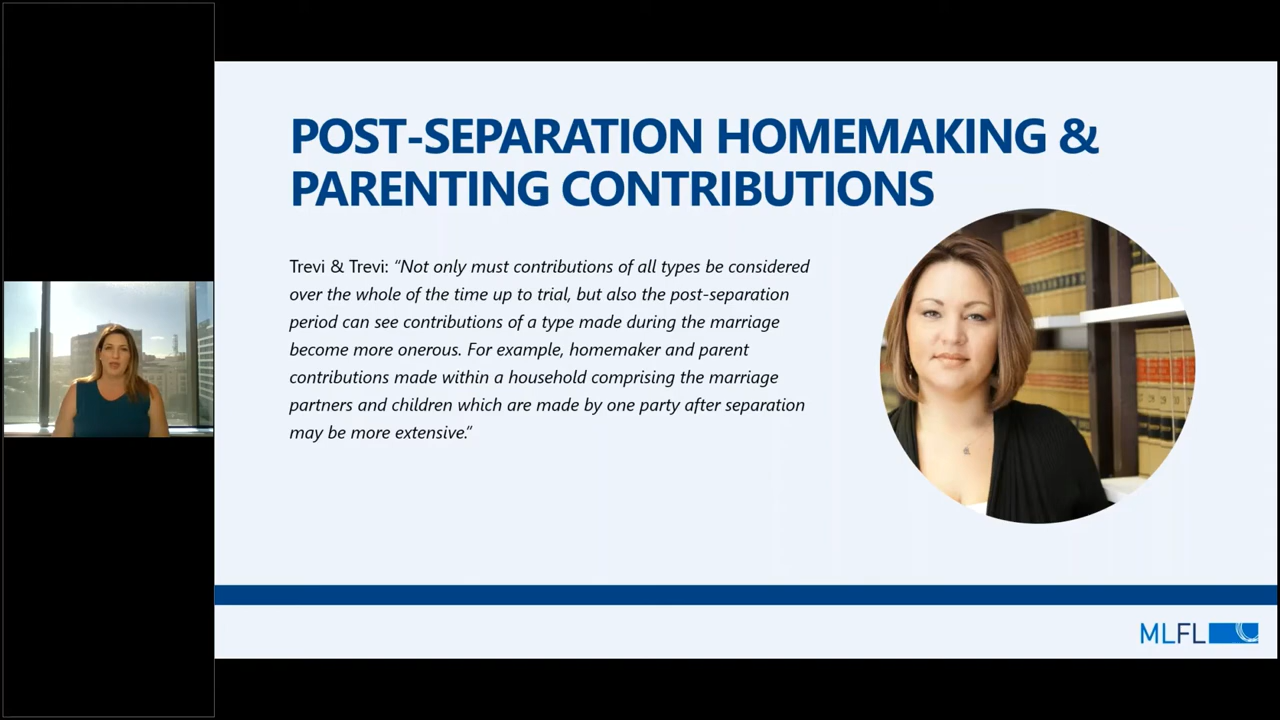 POST-SEPARATION HOMEMAKING &
PARENTING CONTRIBUTIONS
Trevi & Trevi: “Not only must contributions of all types be considered
over the whole of the time up to trial, but also the post-separation
period can see contributions of a type made during the marriage
become more onerous. For example, homemaker and parent
contributions made within a household comprising the marriage
partners and children which are made by one party after separation
may be more extensive.”
MLFL